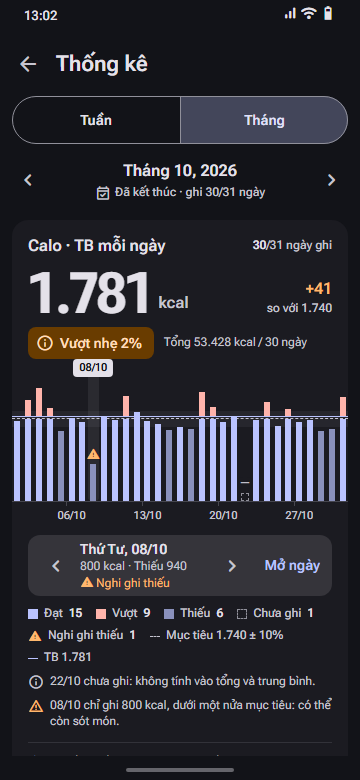 13:02
Thống kê
Tuần
Tháng
Tháng 10, 2026
Đã kết thúc · ghi 30/31 ngày
Calo · TB mỗi ngày
30/31 ngày ghi
1.781 kcal
+41
so với 1.740
Vượt nhẹ 2%
Tổng 53.428 kcal / 30 ngày
08/10
06/10
13/10
20/10
27/10
Thứ Tư, 08/10
800 kcal · Thiếu 940
Nghi ghi thiếu
Mở ngày
Đạt 15
Vượt 9
Thiếu 6
Chưa ghi 1
Nghi ghi thiếu 1
Mục tiêu 1.740 ± 10%
TB 1.781
22/10 chưa ghi: không tính vào tổng và trung bình.
08/10 chỉ ghi 800 kcal, dưới một nửa mục tiêu: có thể
còn sót món.